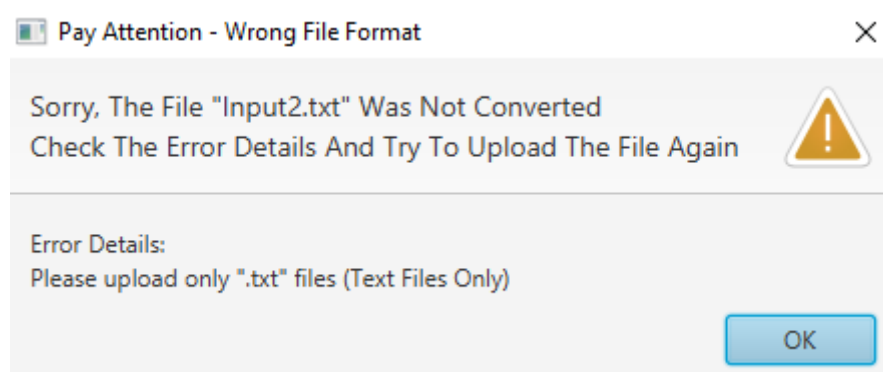 Pay Attention - Wrong File Format
Sorry, The File "Input2.txt" Was Not Converted
Check The Error Details And Try To Upload The File Again
Error Details:
Please upload only ".txt" files (Text Files Only)
OK